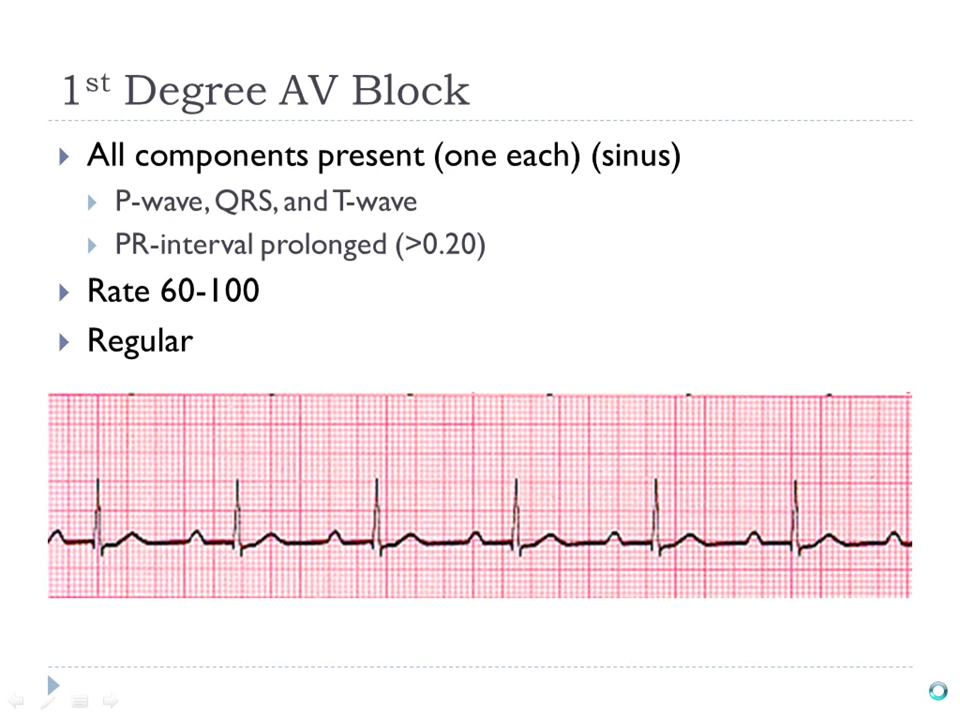 1st Degree AV Block
All components present (one each) (sinus)
P-wave, QRS, and T-wave
PR-interval prolonged (>0.20)
Rate 60-100
Regular